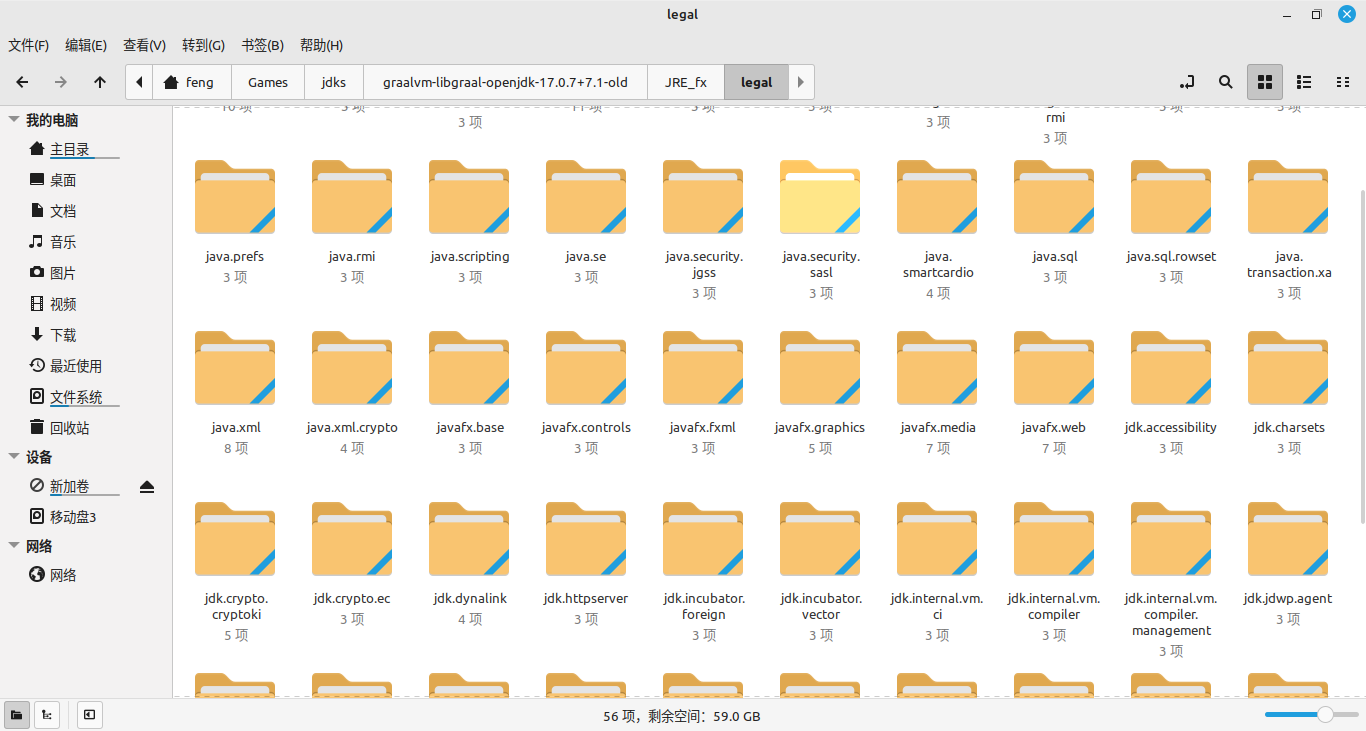 legal
文件(F) 编辑(E) 查看(V) 转到(G) 书签(B) 帮助(H)
feng Games jdks graalvm-libgraal-openjdk-17.0.7+7.1-old JRE_fx legal
我的电脑
主目录
桌面
文档
音乐
图片
视频
下载
最近使用
文件系统
回收站
设备
新加卷
移动盘3
网络
网络
3 项 3 项 rmi
3 项
java.prefs java.rmi java.scripting java.se java.security. java.security. java. java.sql java.sql.rowset java.
jgss sasl smartcardio transaction.xa
3 项 3 项 3 项 3 项 3 项 3 项 4 项 3 项 3 项 3 项
java.xml java.xml.crypto javafx.base javafx.controls javafx.fxml javafx.graphics javafx.media javafx.web jdk.accessibility jdk.charsets
8 项 4 项 3 项 3 项 3 项 5 项 7 项 7 项 3 项 3 项
jdk.crypto. jdk.crypto.ec jdk.dynalink jdk.httpserver jdk.incubator. jdk.incubator. jdk.internal.vm. jdk.internal.vm. jdk.internal.vm. jdk.jdwp.agent
cryptoki 3 项 4 项 3 项 foreign vector ci compiler compiler. 3 项
5 项 3 项 3 项 3 项 3 项 management
3 项
56 项，剩余空间：59.0 GB